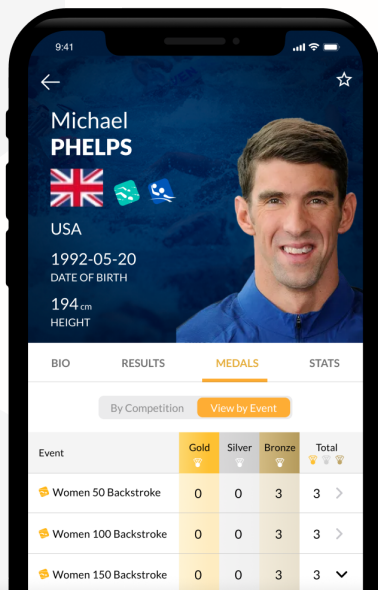 9:41
Michael
PHELPS
USA
1992-05-20
DATE OF BIRTH
194 cm
HEIGHT
BIO RESULTS MEDALS STATS
By Competition View by Event
Event Gold Silver Bronze Total
Women 50 Backstroke 0 0 3 3
Women 100 Backstroke 0 0 3 3
Women 150 Backstroke 0 0 3 3